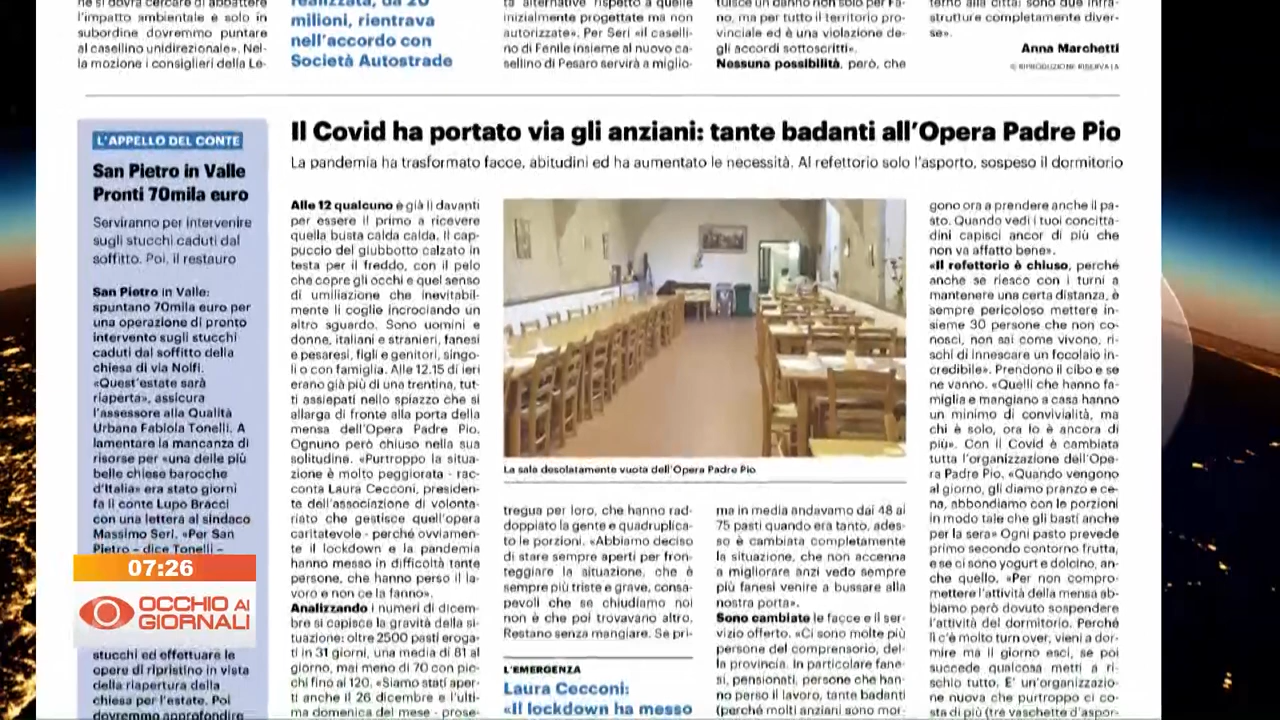 ne si dovrà cercare di abbattere
l'impatto ambientale e solo in
subordine dovremmo puntare
al casellino unidirezionale». Nel-
la mozione i consiglieri della Le-
realizzata, da 20
milioni, rientrava
nell'accordo con
Società Autostrade
ta alternative rispetto a quelle
inizialmente progettate ma non
autorizzate». Per Seri «il caselli-
no di Fenile insieme al nuovo ca-
sellino di Pesaro servirà a miglio-
tuisce un danno non solo per Fa-
no, ma per tutto il territorio pro-
vinciale ed è una violazione de-
gli accordi sottoscritti».
Nessuna possibilità, però, che
terno alla città: sono due infra-
strutture completamente diver-
se».
Anna Marchetti
© RIPRODUZIONE RISERVATA
L'APPELLO DEL CONTE
San Pietro in Valle
Pronti 70mila euro
Serviranno per intervenire
sugli stucchi caduti dal
soffitto. Poi, il restauro
San Pietro in Valle:
spuntano 70mila euro per
una operazione di pronto
intervento sugli stucchi
caduti dal soffitto della
chiesa di via Nolfi.
«Quest'estate sarà
riaperta», assicura
l'assessore alla Qualità
Urbana Fabiola Tonelli. A
lamentare la mancanza di
risorse per «una delle più
belle chiese barocche
d'Italia» era stato giorni
fa il conte Lupo Bracci
con una lettera al sindaco
Massimo Seri. «Per San
Pietro – dice Tonelli –
07:26
OCCHIO AI
GIORNALI
stucchi ed effettuare le
opere di ripristino in vista
della riapertura della
chiesa per l'estate. Poi
dovremmo approfondire
Il Covid ha portato via gli anziani: tante badanti all'Opera Padre Pio
La pandemia ha trasformato facce, abitudini ed ha aumentato le necessità. Al refettorio solo l'asporto, sospeso il dormitorio
Alle 12 qualcuno è già lì davanti
per essere il primo a ricevere
quella busta calda calda. Il cap-
puccio del giubbotto calzato in
testa per il freddo, con il pelo
che copre gli occhi e quel senso
di umiliazione che inevitabil-
mente li coglie incrociando un
altro sguardo. Sono uomini e
donne, italiani e stranieri, fanesi
e pesaresi, figli e genitori, singo-
li o con famiglia. Alle 12.15 di ieri
erano già più di una trentina, tut-
ti assiepati nello spiazzo che si
allarga di fronte alla porta della
mensa dell'Opera Padre Pio.
Ognuno però chiuso nella sua
solitudine. «Purtroppo la situa-
zione è molto peggiorata - rac-
conta Laura Cecconi, presiden-
te dell'associazione di volonta-
riato che gestisce quell'opera
caritatevole - perché ovviamen-
te il lockdown e la pandemia
hanno messo in difficoltà tante
persone, che hanno perso il la-
voro e non ce la fanno».
Analizzando i numeri di dicem-
bre si capisce la gravità della si-
tuazione: oltre 2500 pasti eroga-
ti in 31 giorni, una media di 81 al
giorno, mai meno di 70 con pic-
chi fino al 120. «Siamo stati aper-
ti anche il 26 dicembre e l'ulti-
ma domenica del mese - prose-
La sala desolatamente vuota dell'Opera Padre Pio
tregua per loro, che hanno rad-
doppiato la gente e quadruplica-
to le porzioni. «Abbiamo deciso
di stare sempre aperti per fron-
teggiare la situazione, che è
sempre più triste e grave, consa-
pevoli che se chiudiamo noi
non è che poi trovavano altro.
Restano senza mangiare. Se pri-
L'EMERGENZA
Laura Cecconi:
«Il lockdown ha messo
ma in media andavamo dai 48 ai
75 pasti quando era tanto, ades-
so è cambiata completamente
la situazione, che non accenna
a migliorare anzi vedo sempre
più fanesi venire a bussare alla
nostra porta».
Sono cambiate le facce e il ser-
vizio offerto. «Ci sono molte più
persone del comprensorio, del-
la provincia. In particolare fane-
si, pensionati, persone che han-
no perso il lavoro, tante badanti
(perché molti anziani sono mor-
gono ora a prendere anche il pa-
sto. Quando vedi i tuoi concitta-
dini capisci ancor di più che
non va affatto bene».
«Il refettorio è chiuso, perché
anche se riesco con i turni a
mantenere una certa distanza, è
sempre pericoloso mettere in-
sieme 30 persone che non co-
nosci, non sai come vivono, ri-
schi di innescare un focolaio in-
credibile». Prendono il cibo e se
ne vanno. «Quelli che hanno fa-
miglia e mangiano a casa hanno
un minimo di convivialità, ma
chi è solo, ora lo è ancora di
più». Con il Covid è cambiata
tutta l'organizzazione dell'Ope-
ra Padre Pio. «Quando vengono
al giorno, gli diamo pranzo e ce-
na, abbondiamo con le porzioni
in modo tale che gli basti anche
per la sera» Ogni pasto prevede
primo secondo contorno frutta,
e se ci sono yogurt e dolcino, an-
che quello. «Per non compro-
mettere l'attività della mensa ab-
biamo però dovuto sospendere
l'attività del dormitorio. Perché
lì c'è molto turn over, vieni a dor-
mire ma il giorno esci, se poi
succede qualcosa metti a ri-
schio tutto. E' un'organizzazio-
ne nuova che purtroppo ci co-
sta di più (tre vaschette d'aspor-